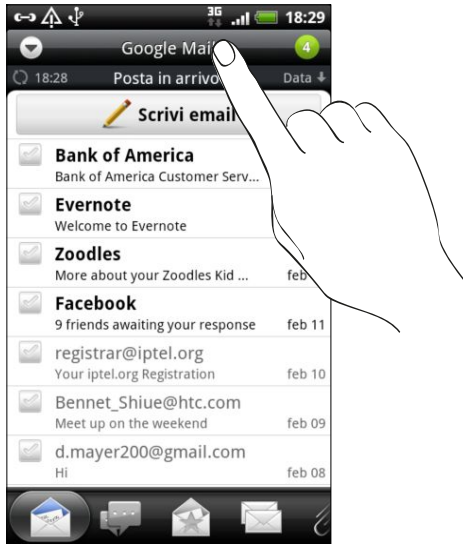 3G 18:29
Google Mail 4
18:28 Posta in arrivo Data
Scrivi email
Bank of America
Bank of America Customer Serv...
Evernote
Welcome to Evernote
Zoodles
More about your Zoodles Kid ... feb
Facebook
9 friends awaiting your response feb 11
registrar@iptel.org
Your iptel.org Registration feb 10
Bennet_Shiue@htc.com
Meet up on the weekend feb 09
d.mayer200@gmail.com
Hi feb 08